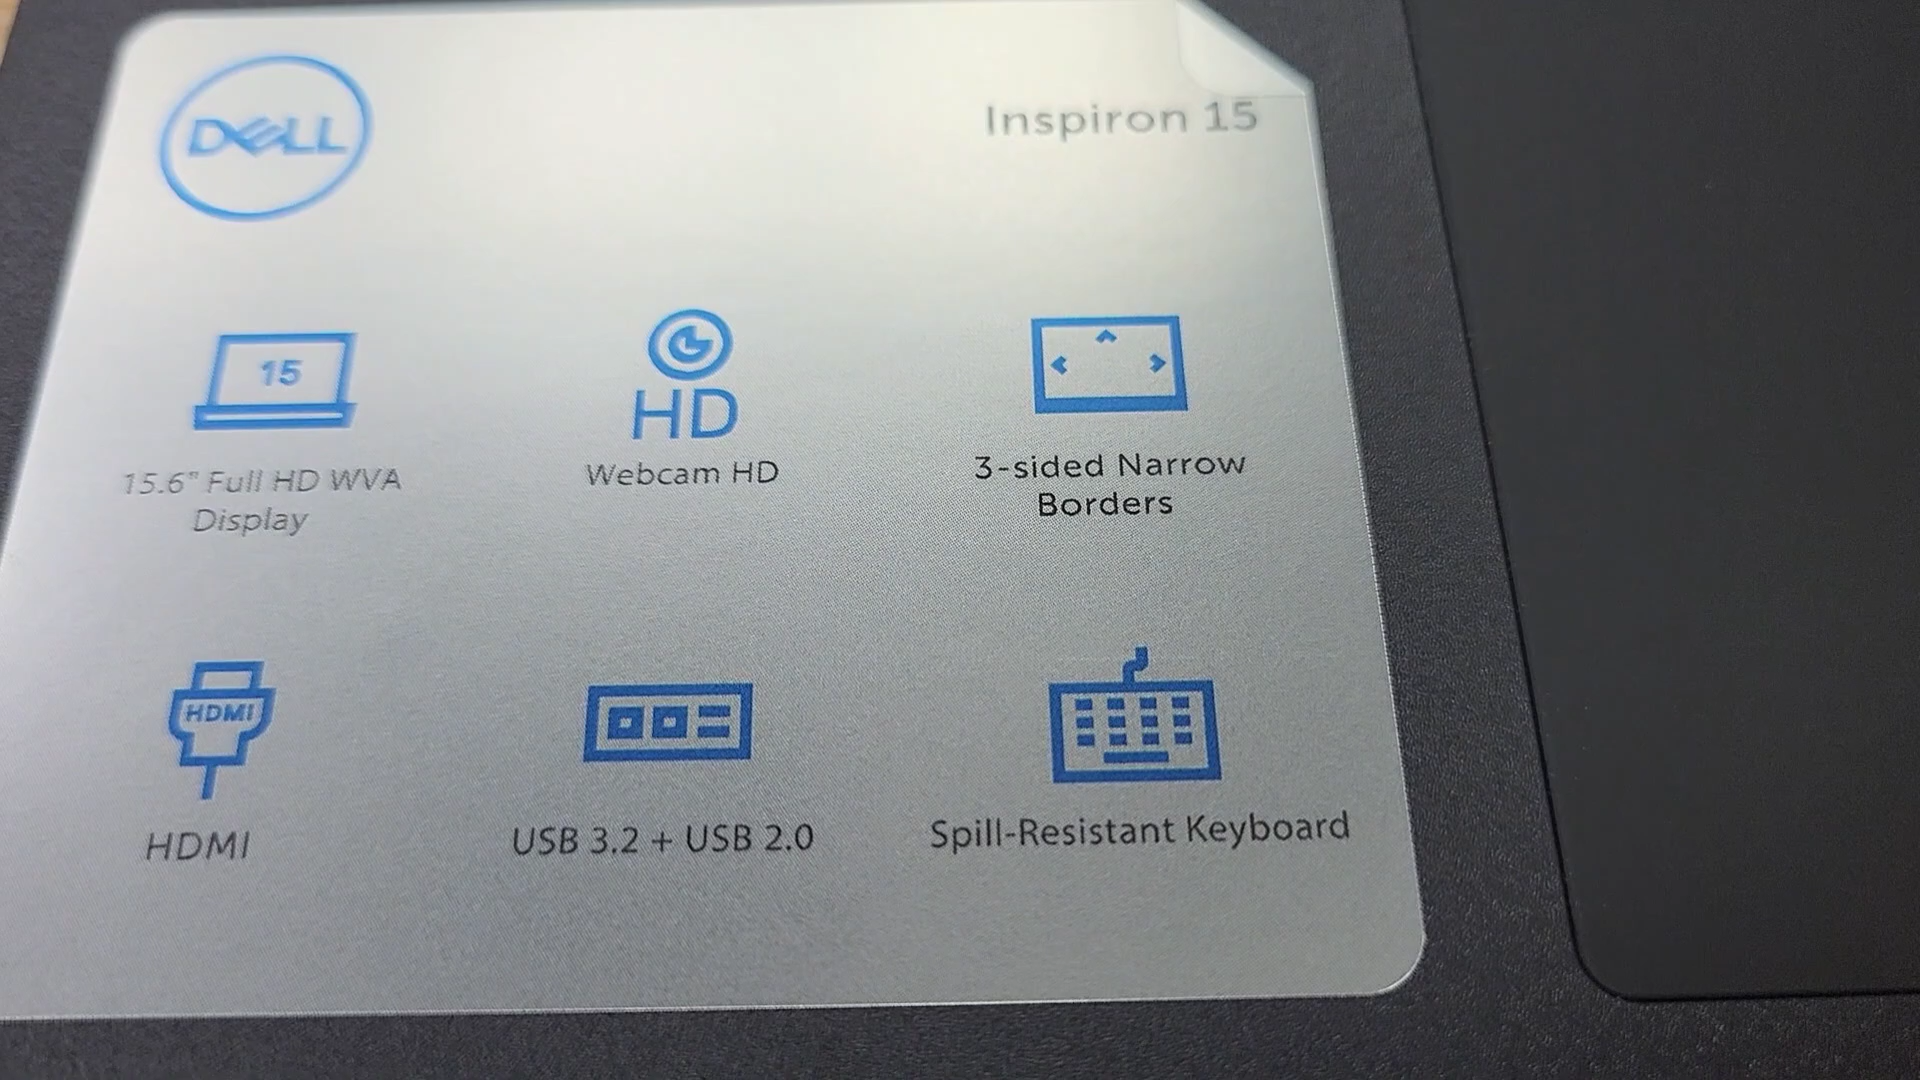 DELL
Inspiron 15
15
HD
15.6" Full HD WVA
Display
Webcam HD
3-sided Narrow
Borders
HDMI
HDMI
USB 3.2 + USB 2.0
Spill-Resistant Keyboard